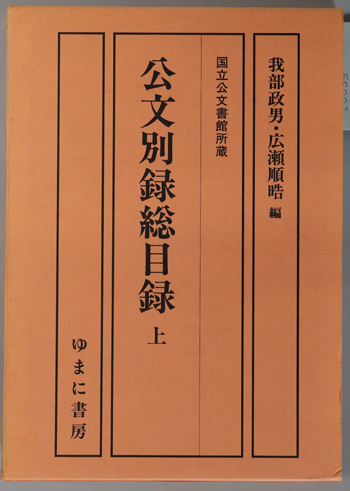 我部政男・広瀬順晧 編
国立公文書館所蔵
公文別録総目録 上
ゆまに書房